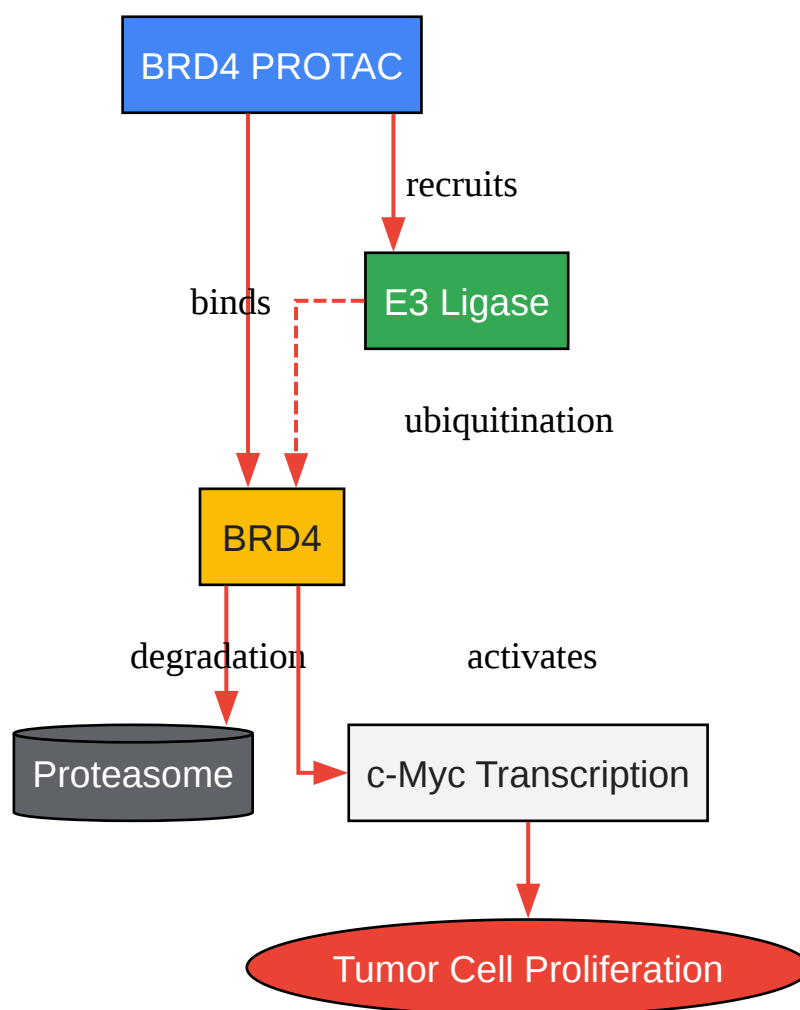 BRD4 PROTAC
recruits
binds
E3 Ligase
ubiquitination
BRD4
degradation
activates
Proteasome
c-Myc Transcription
Tumor Cell Proliferation